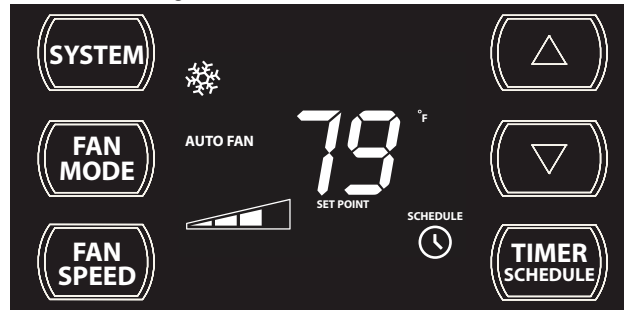 SYSTEM
FAN
MODE
FAN
SPEED
AUTO FAN
79 °F
SET POINT
SCHEDULE
TIMER
SCHEDULE